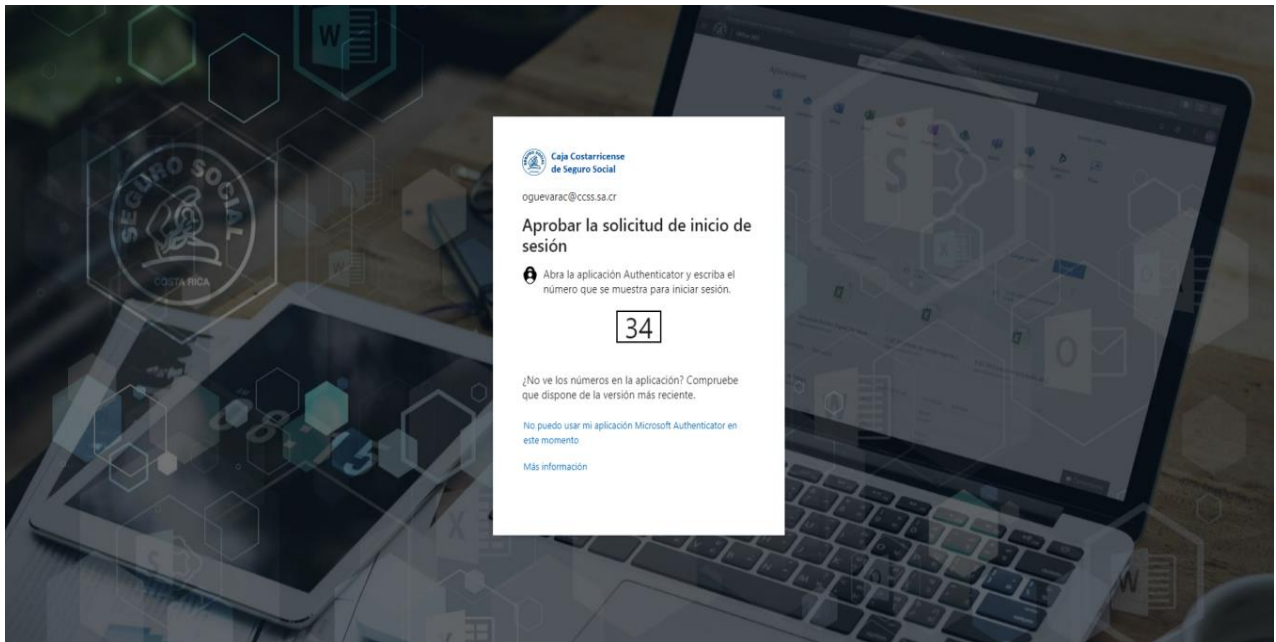 W
SEGURO SOCIAL
COSTA RICA
W
08:15
S
Caja Costarricense
de Seguro Social
oguevarac@ccss.sa.cr
Aprobar la solicitud de inicio de
sesión
Abra la aplicación Authenticator y escriba el
número que se muestra para iniciar sesión.
34
¿No ve los números en la aplicación? Compruebe
que dispone de la versión más reciente.
No puedo usar mi aplicación Microsoft Authenticator en
este momento
Más información
S
O
X
W